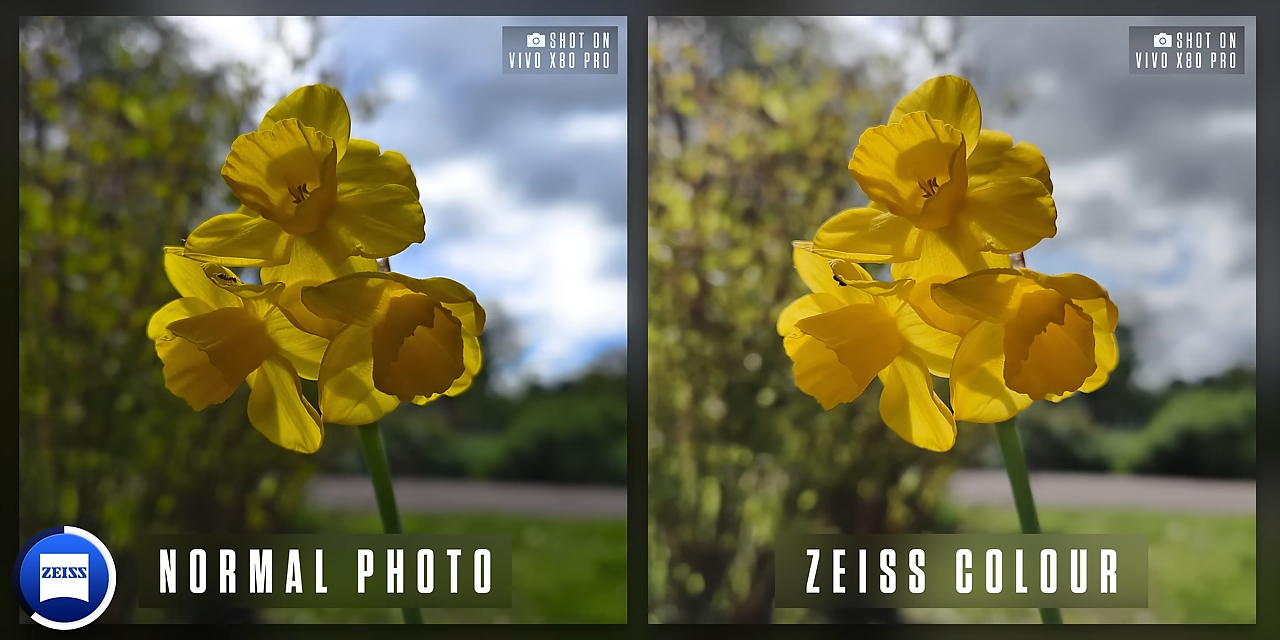 SHOT ON
VIVO X80 PRO
SHOT ON
VIVO X80 PRO
ZEISS
NORMAL PHOTO
ZEISS COLOUR